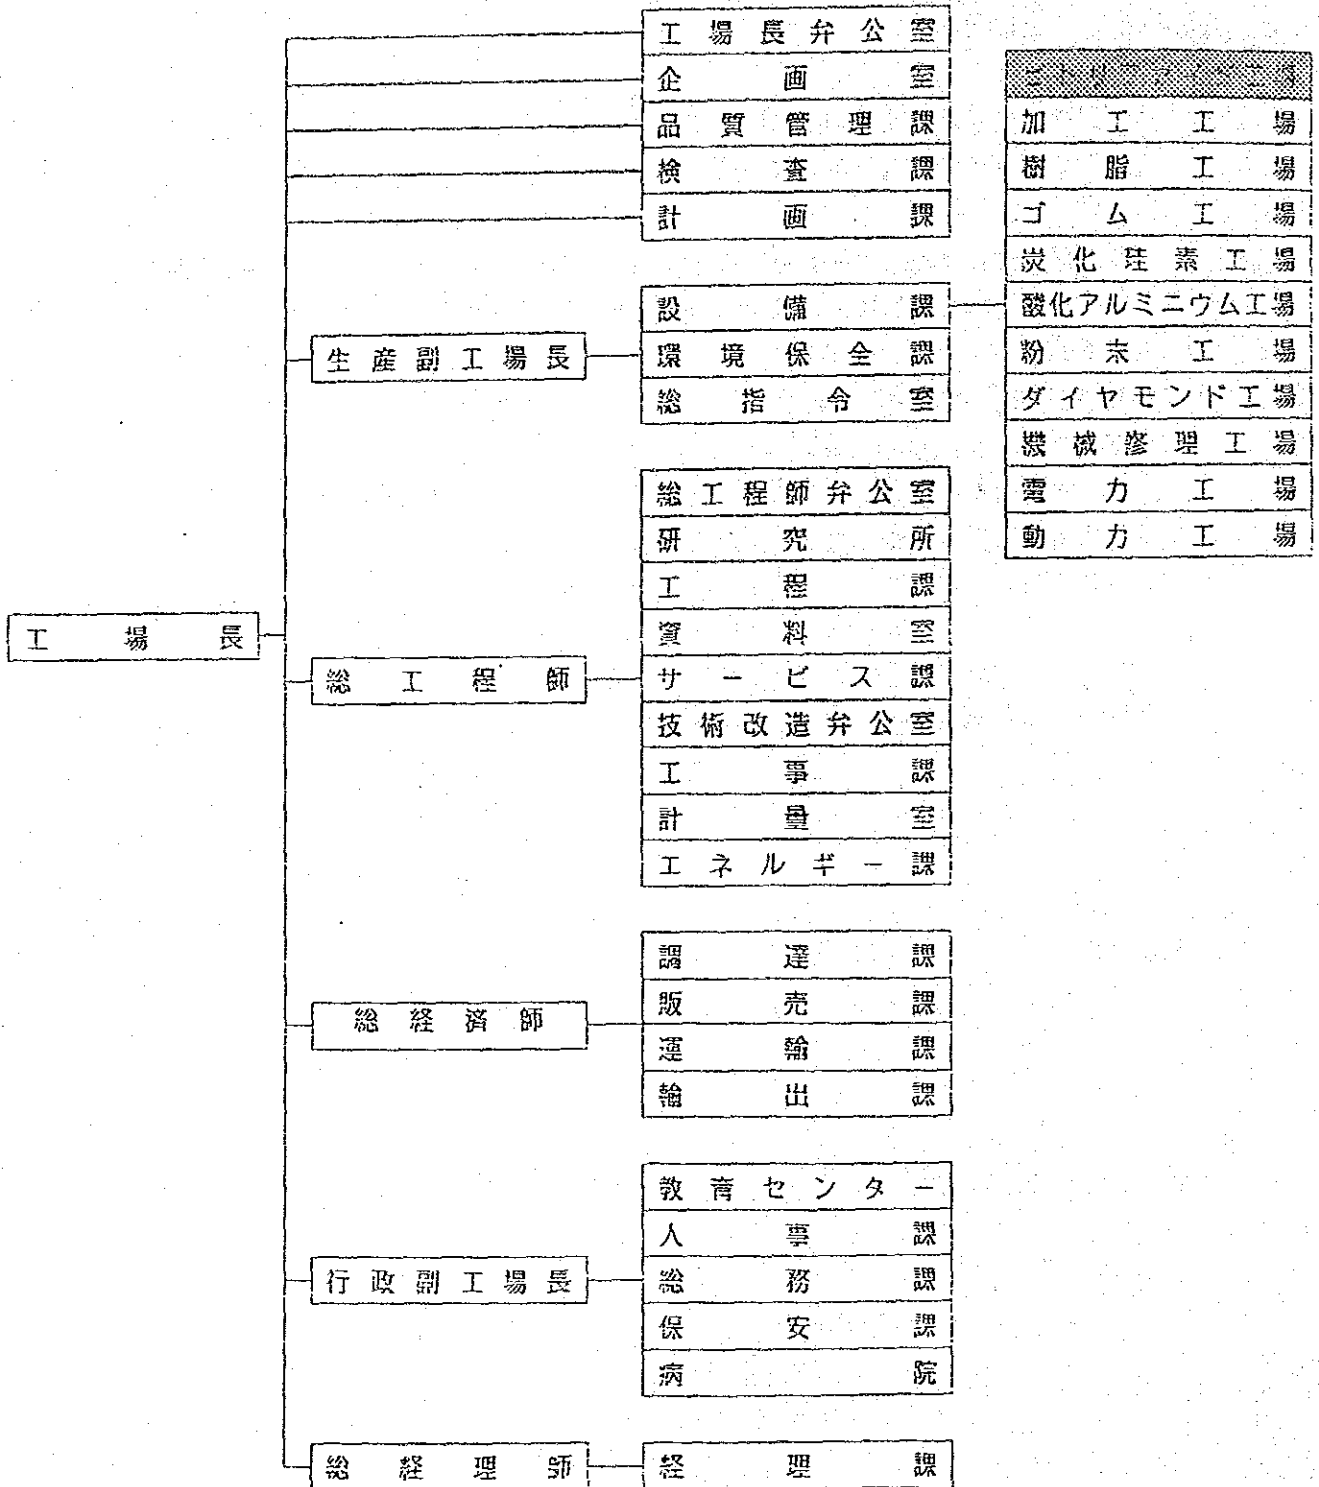 工場長弁公室
企画室
品質管理課
検査課
計画課
ビトリファイド工場
加工工場
樹脂工場
ゴム工場
炭化珪素工場
酸化アルミニウム工場
粉末工場
ダイヤモンド工場
機械修理工場
電力工場
動力工場
生産副工場長
設備課
環境保全課
総指令室
工場長
総工程師
総工程師弁公室
研究所
工程課
資料室
サービス課
技術改造弁公室
工事課
計量室
エネルギー課
総経済師
調達課
販売課
運輸課
輸出課
行政副工場長
教育センター
人事課
総務課
保安課
病院
総経理師
経理課